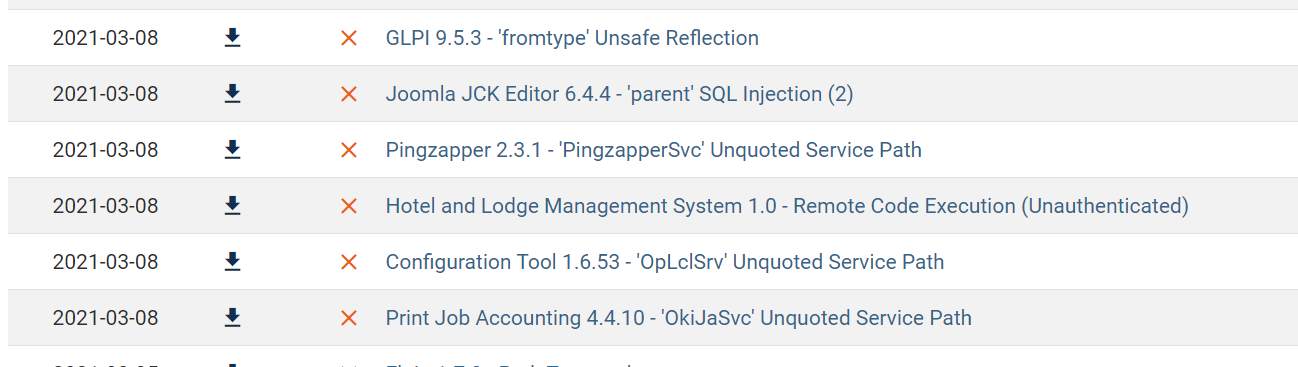 2021-03-08 GLPI 9.5.3 - 'fromtype' Unsafe Reflection
2021-03-08 Joomla JCK Editor 6.4.4 - 'parent' SQL Injection (2)
2021-03-08 Pingzapper 2.3.1 - 'PingzapperSvc' Unquoted Service Path
2021-03-08 Hotel and Lodge Management System 1.0 - Remote Code Execution (Unauthenticated)
2021-03-08 Configuration Tool 1.6.53 - 'OpLclSrv' Unquoted Service Path
2021-03-08 Print Job Accounting 4.4.10 - 'OkiJaSvc' Unquoted Service Path